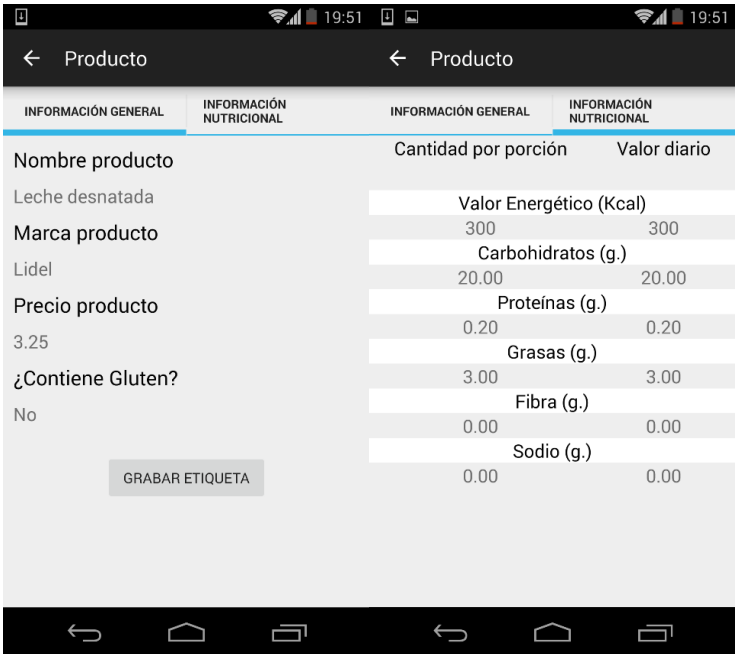 19:51
Producto
INFORMACIÓN GENERAL
INFORMACIÓN
NUTRICIONAL
Nombre producto
Leche desnatada
Marca producto
Lidel
Precio producto
3.25
¿Contiene Gluten?
No
GRABAR ETIQUETA
19:51
Producto
INFORMACIÓN GENERAL
INFORMACIÓN
NUTRICIONAL
Cantidad por porción Valor diario
Valor Energético (Kcal)
300 300
Carbohidratos (g.)
20.00 20.00
Proteínas (g.)
0.20 0.20
Grasas (g.)
3.00 3.00
Fibra (g.)
0.00 0.00
Sodio (g.)
0.00 0.00